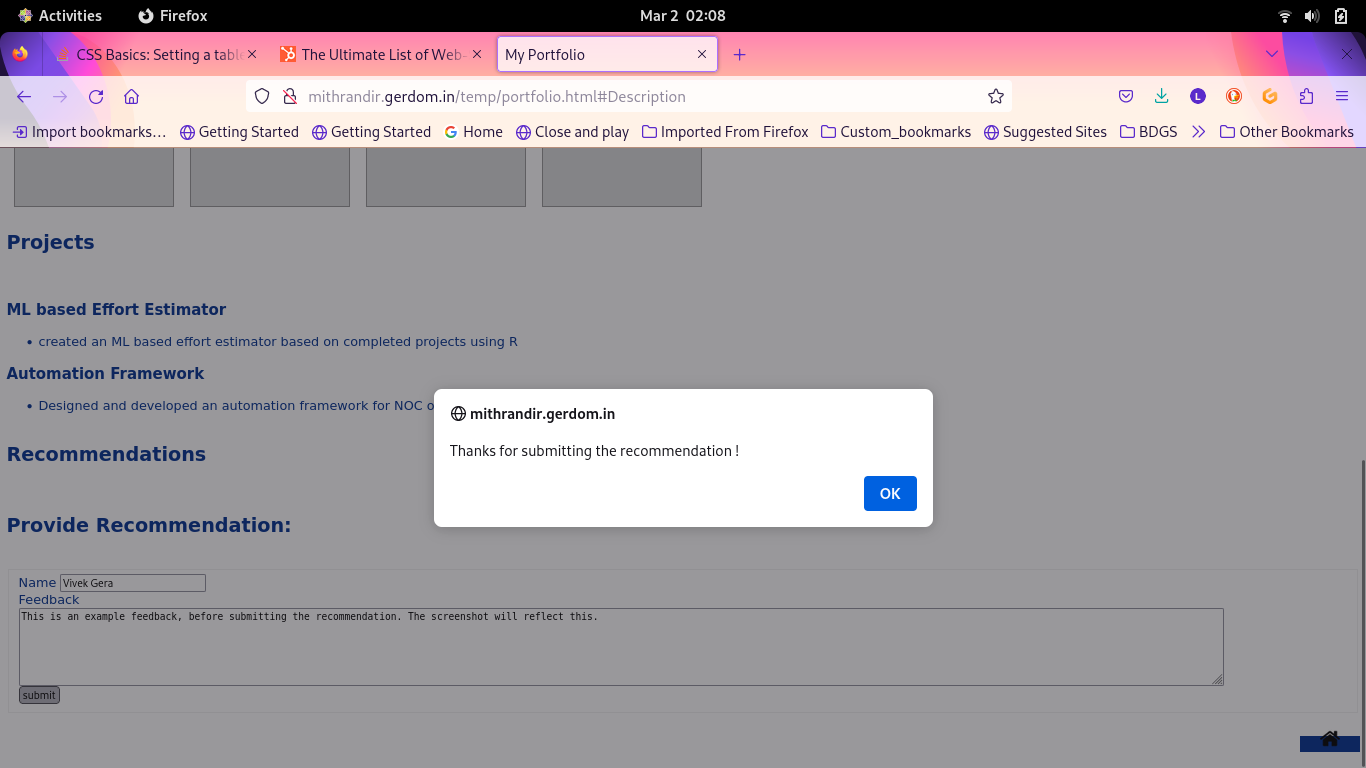 Activities Firefox Mar 2 02:08
CSS Basics: Setting a table The Ultimate List of Web- My Portfolio
mithrandir.gerdom.in/temp/portfolio.html#Description
Import bookmarks… Getting Started Getting Started Home Close and play Imported From Firefox Custom_bookmarks Suggested Sites BDGS Other Bookmarks
Projects
ML based Effort Estimator
• created an ML based effort estimator based on completed projects using R
Automation Framework
• Designed and developed an automation framework for NOC o
mithrandir.gerdom.in
Thanks for submitting the recommendation !
OK
Recommendations
Provide Recommendation:
Name Vivek Gera
Feedback
This is an example feedback, before submitting the recommendation. The screenshot will reflect this.
submit